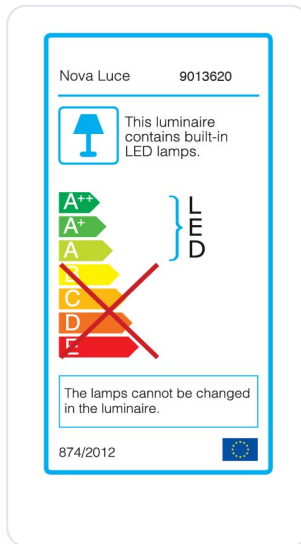 Nova Luce 9013620
This luminaire
contains built-in
LED lamps.
A++
A+
A
B
C
D
E
L
E
D
The lamps cannot be changed
in the luminaire.
874/2012